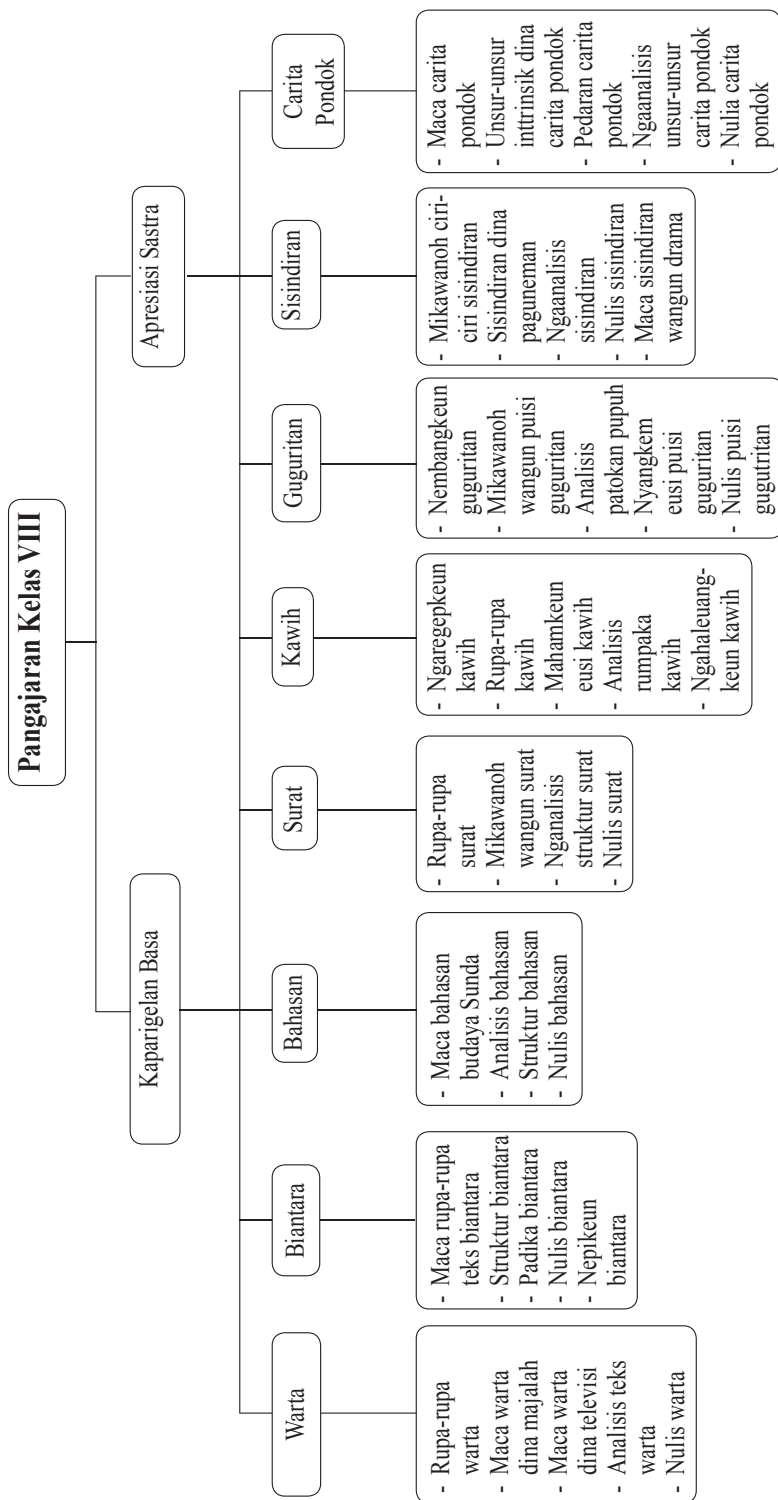 Pangajaran Kelas VIII
Kaparigelan Basa
Apresiasi Sastra
Warta
Biantara
Bahasan
Surat
Kawih
Guguritan
Sisindiran
Carita
Pondok
- Rupa-rupa
warta
- Maca warta
dina majalah
- Maca warta
dina televisi
- Analisis teks
warta
- Nulis warta
- Maca rupa-rupa
teks biantara
- Struktur biantara
- Padika biantara
- Nulis biantara
- Nepikeun
biantara
- Maca bahasan
budaya Sunda
- Analisis bahasan
- Struktur bahasan
- Nulis bahasan
- Rupa-rupa
surat
- Mikawanoh
wangun surat
- Nganalisis
struktur surat
- Nulis surat
- Ngaregepkeun
kawih
- Rupa-rupa
kawih
- Mahamkeun
eusi kawih
- Analisis
rumpaka
kawih
- Ngahaleuang-
keun kawih
- Nembangkeun
guguritan
- Mikawanoh
wangun puisi
guguritan
- Analisis
patokan pupuh
- Nyangkem
eusi puisi
guguritan
- Nulis puisi
gugutritan
- Mikawanoh ciri-
ciri sisindiran
- Sisindiran dina
paguneman
- Ngaanalisis
sisindiran
- Nulis sisindiran
- Maca sisindiran
wangun drama
- Maca carita
pondok
- Unsur-unsur
inttrinsik dina
carita pondok
- Pedaran carita
pondok
- Ngaanalisis
unsur-unsur
carita pondok
- Nulia carita
pondok